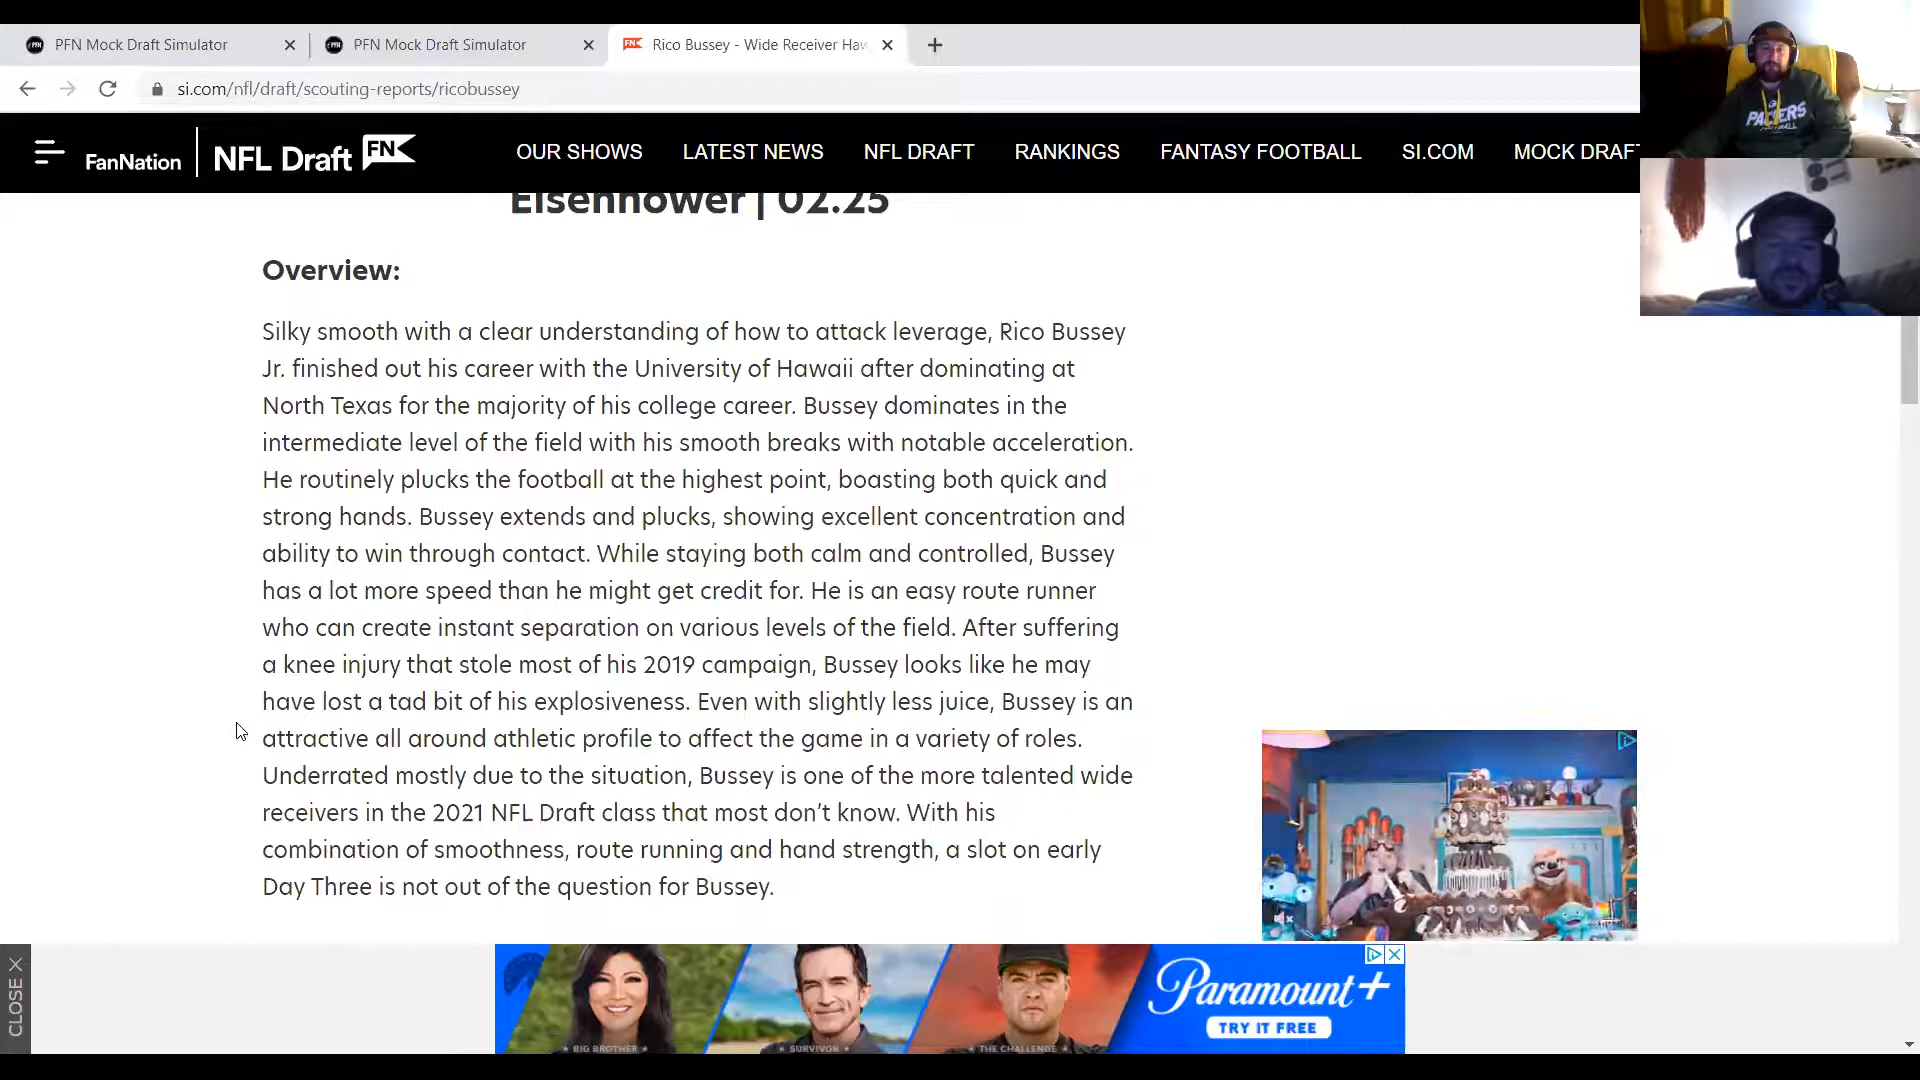 PFN Mock Draft Simulator
PFN Mock Draft Simulator
Rico Bussey - Wide Receiver Haw
si.com/nfl/draft/scouting-reports/ricobussey
FanNation NFL Draft FN
OUR SHOWS LATEST NEWS NFL DRAFT RANKINGS FANTASY FOOTBALL SI.COM MOCK DRAFT
PACKERS
FOOTBALL
Eisenhower | 02.25
Overview:
Silky smooth with a clear understanding of how to attack leverage, Rico Bussey
Jr. finished out his career with the University of Hawaii after dominating at
North Texas for the majority of his college career. Bussey dominates in the
intermediate level of the field with his smooth breaks with notable acceleration.
He routinely plucks the football at the highest point, boasting both quick and
strong hands. Bussey extends and plucks, showing excellent concentration and
ability to win through contact. While staying both calm and controlled, Bussey
has a lot more speed than he might get credit for. He is an easy route runner
who can create instant separation on various levels of the field. After suffering
a knee injury that stole most of his 2019 campaign, Bussey looks like he may
have lost a tad bit of his explosiveness. Even with slightly less juice, Bussey is an
attractive all around athletic profile to affect the game in a variety of roles.
Underrated mostly due to the situation, Bussey is one of the more talented wide
receivers in the 2021 NFL Draft class that most don’t know. With his
combination of smoothness, route running and hand strength, a slot on early
Day Three is not out of the question for Bussey.
CLOSE X
BIG BROTHER
SURVIVOR
THE CHALLENGE
Paramount+
TRY IT FREE